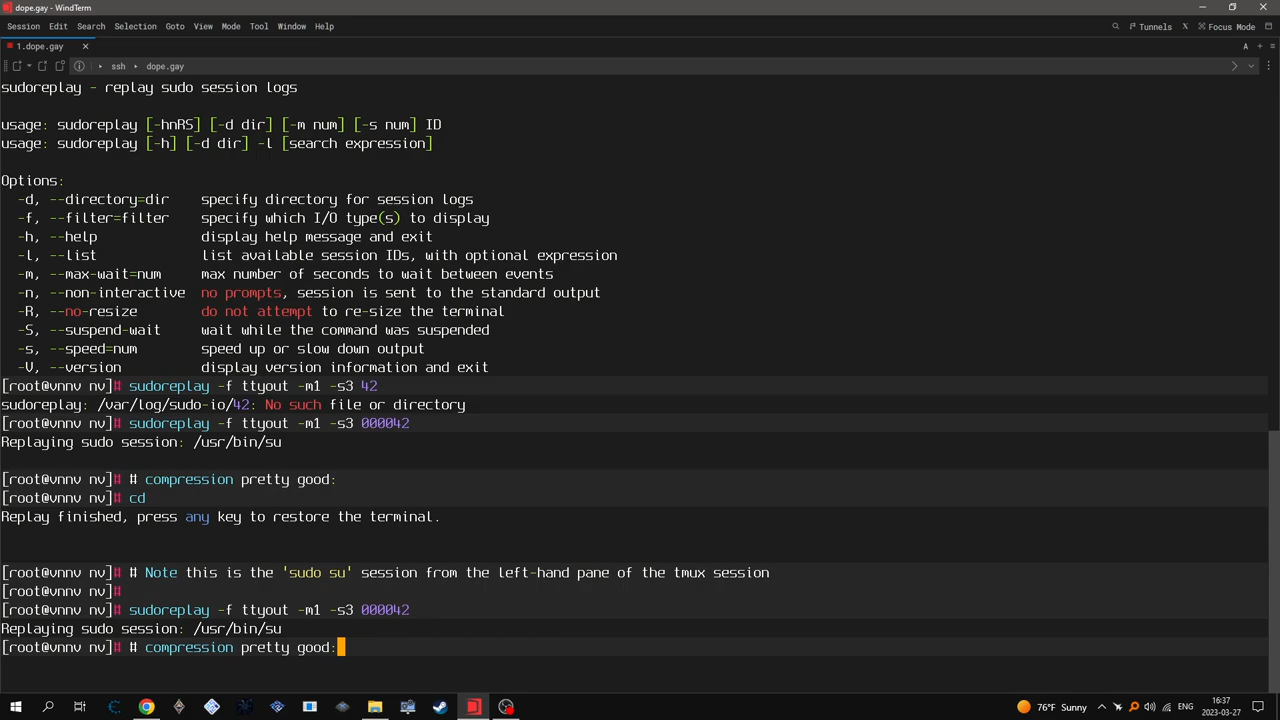 dope.gay - WindTerm
Session Edit Search Selection Goto View Mode Tool Window Help
Tunnels X Focus Mode
1.dope.gay
A
ssh dope.gay
sudoreplay - replay sudo session logs
usage: sudoreplay [-hnRS] [-d dir] [-m num] [-s num] ID
usage: sudoreplay [-h] [-d dir] -l [search expression]
Options:
-d, --directory=dir specify directory for session logs
-f, --filter=filter specify which I/O type(s) to display
-h, --help display help message and exit
-l, --list list available session IDs, with optional expression
-m, --max-wait=num max number of seconds to wait between events
-n, --non-interactive no prompts, session is sent to the standard output
-R, --no-resize do not attempt to re-size the terminal
-S, --suspend-wait wait while the command was suspended
-s, --speed=num speed up or slow down output
-V, --version display version information and exit
[root@vnnv nv]# sudoreplay -f ttyout -m1 -s3 42
sudoreplay: /var/log/sudo-io/42: No such file or directory
[root@vnnv nv]# sudoreplay -f ttyout -m1 -s3 000042
Replaying sudo session: /usr/bin/su
[root@vnnv nv]# # compression pretty good:
[root@vnnv nv]# cd
Replay finished, press any key to restore the terminal.
[root@vnnv nv]# # Note this is the 'sudo su' session from the left-hand pane of the tmux session
[root@vnnv nv]#
[root@vnnv nv]# sudoreplay -f ttyout -m1 -s3 000042
Replaying sudo session: /usr/bin/su
[root@vnnv nv]# # compression pretty good:
76°F Sunny
ENG
16:37
2023-03-27